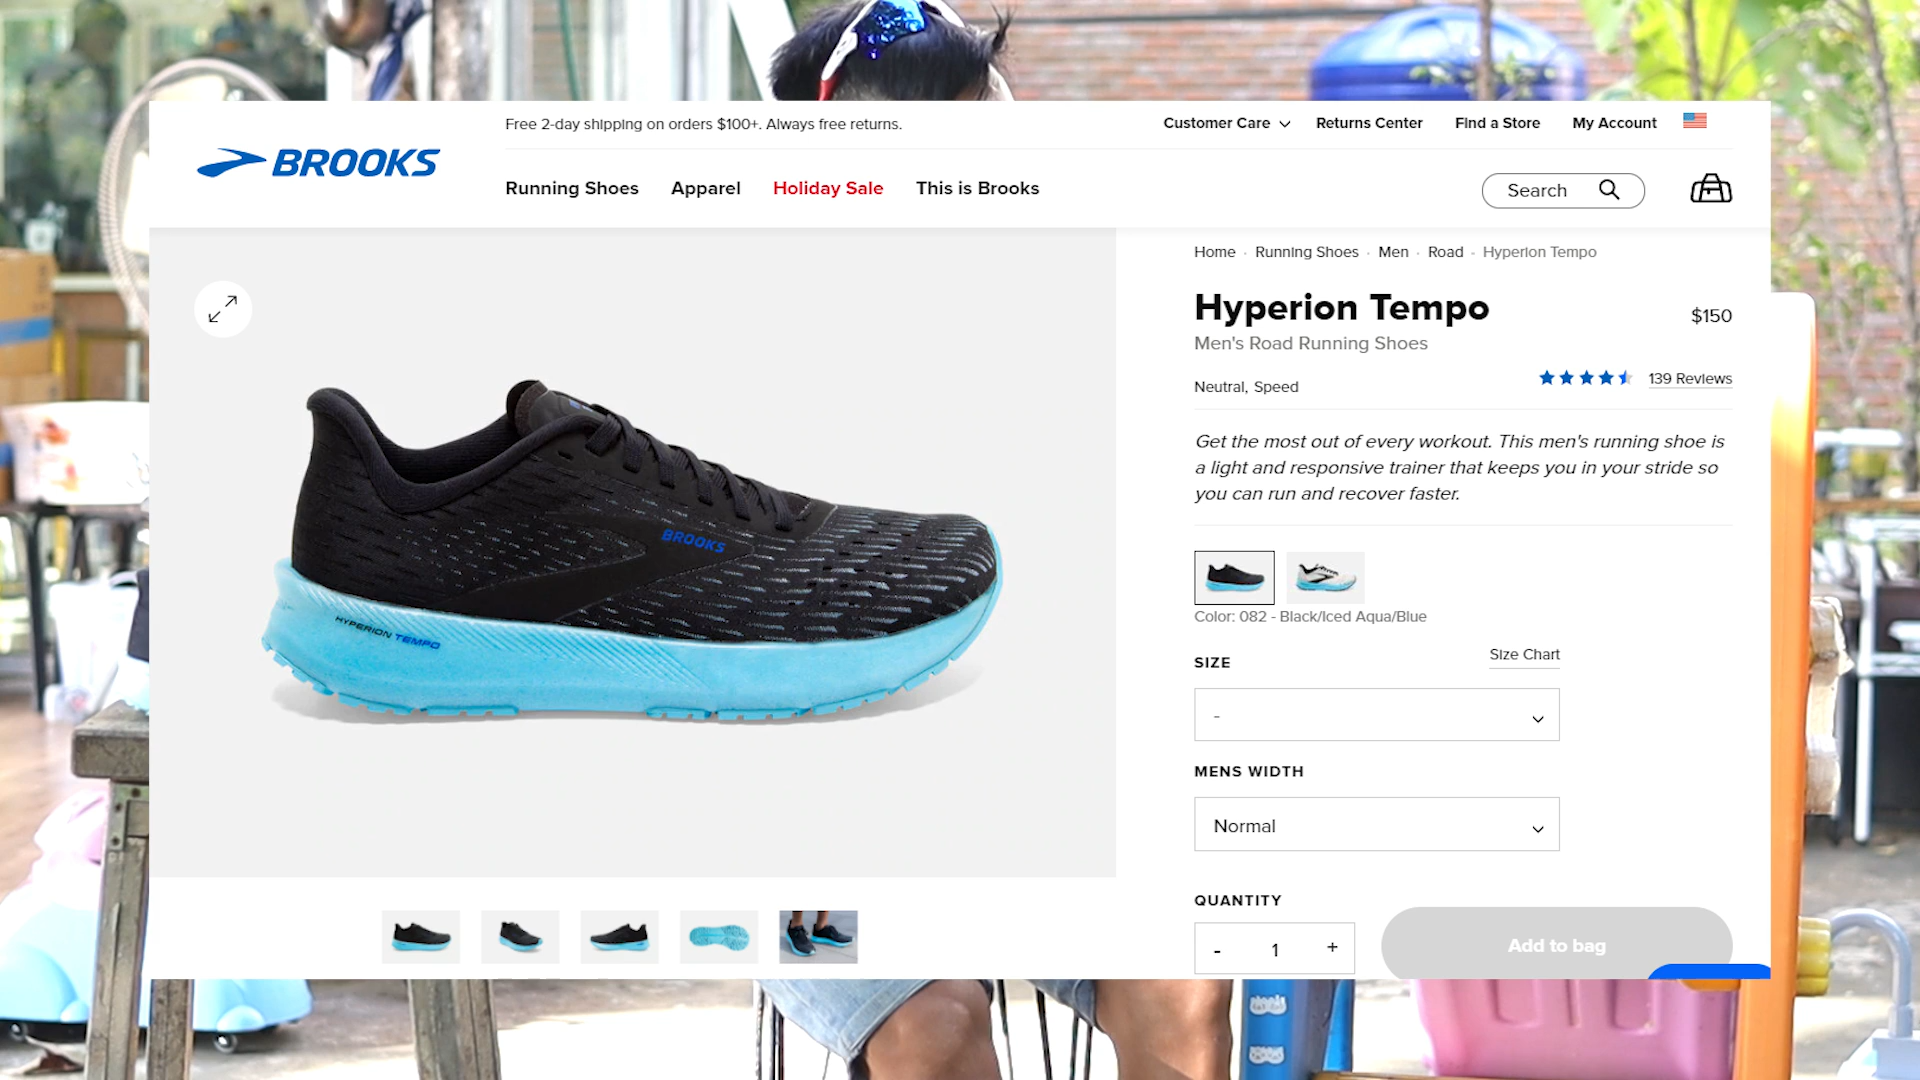 Free 2-day shipping on orders $100+. Always free returns.
Customer Care
Returns Center
Find a Store
My Account
BROOKS
Running Shoes
Apparel
Holiday Sale
This is Brooks
Search
Home · Running Shoes · Men · Road · Hyperion Tempo
Hyperion Tempo
$150
Men's Road Running Shoes
Neutral, Speed
139 Reviews
Get the most out of every workout. This men's running shoe is
a light and responsive trainer that keeps you in your stride so
you can run and recover faster.
BROOKS
HYPERION TEMPO
Color: 082 - Black/Iced Aqua/Blue
SIZE
Size Chart
-
MENS WIDTH
Normal
QUANTITY
- 1 +
Add to bag